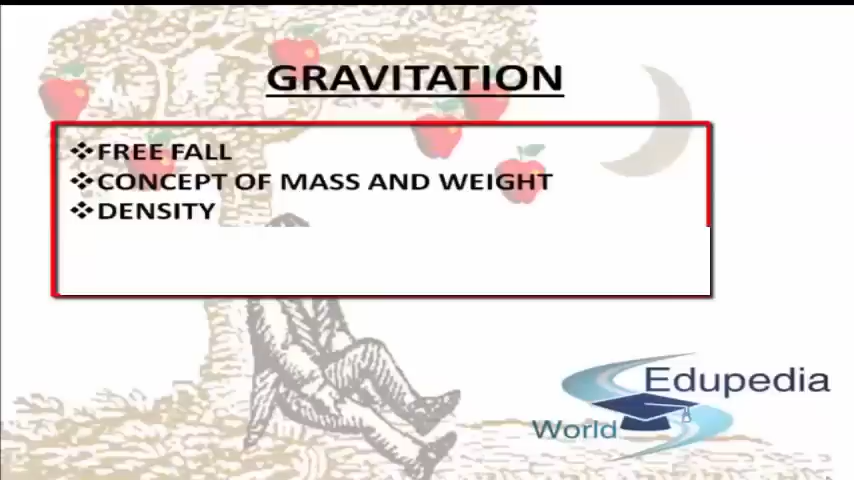 GRAVITATION
❖FREE FALL
❖CONCEPT OF MASS AND WEIGHT
❖DENSITY
Edupedia
World